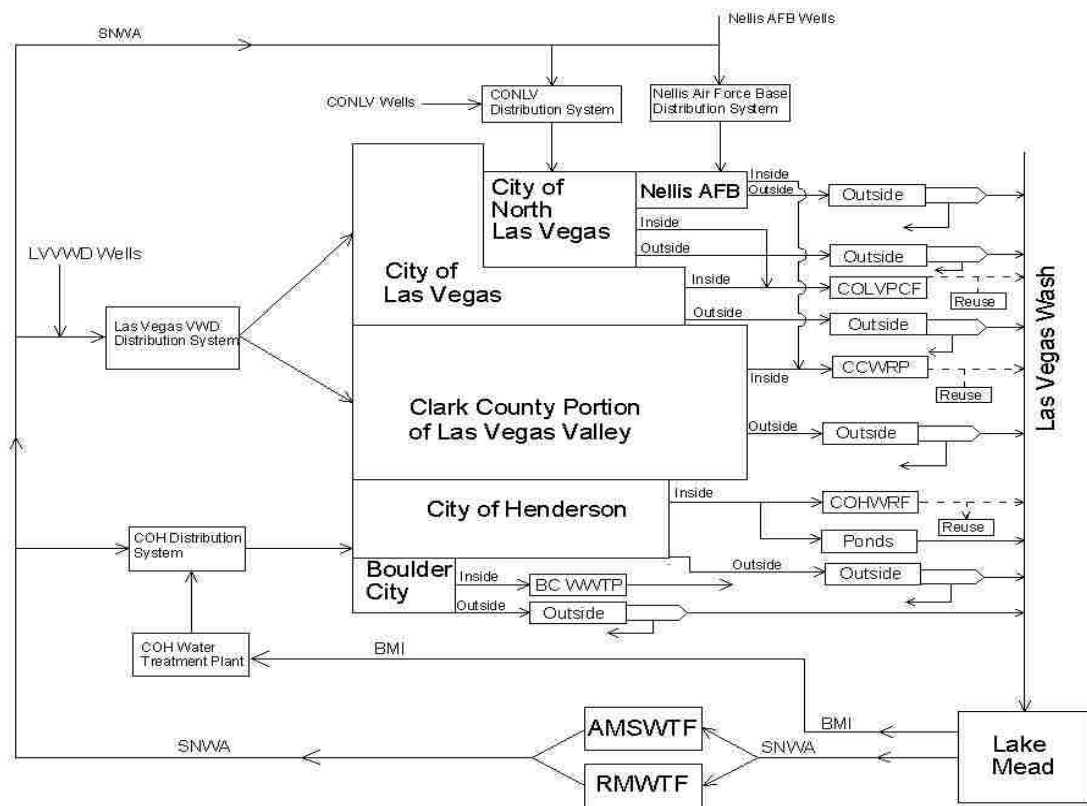 Nellis AFB Wells
SNWA
CONLV Wells
CONLV
Distribution System
Nellis Air Force Base
Distribution System
City of
North
Las Vegas
Nellis AFB
Inside
Outside
Outside
Inside
Outside
Outside
LVVWD Wells
City of
Las Vegas
Inside
COLVPCF
Reuse
Las Vegas VWD
Distribution System
Outside
Outside
Inside
CCWRP
Reuse
Las Vegas Wash
Clark County Portion
of Las Vegas Valley
Outside
Outside
City of Henderson
Inside
COHWRF
Reuse
Ponds
COH Distribution
System
Outside
Outside
Boulder
City
Inside
BC WWTP
Outside
Outside
COH Water
Treatment Plant
BMI
BMI
AMSWTF
SNWA
SNWA
RMWTF
Lake
Mead